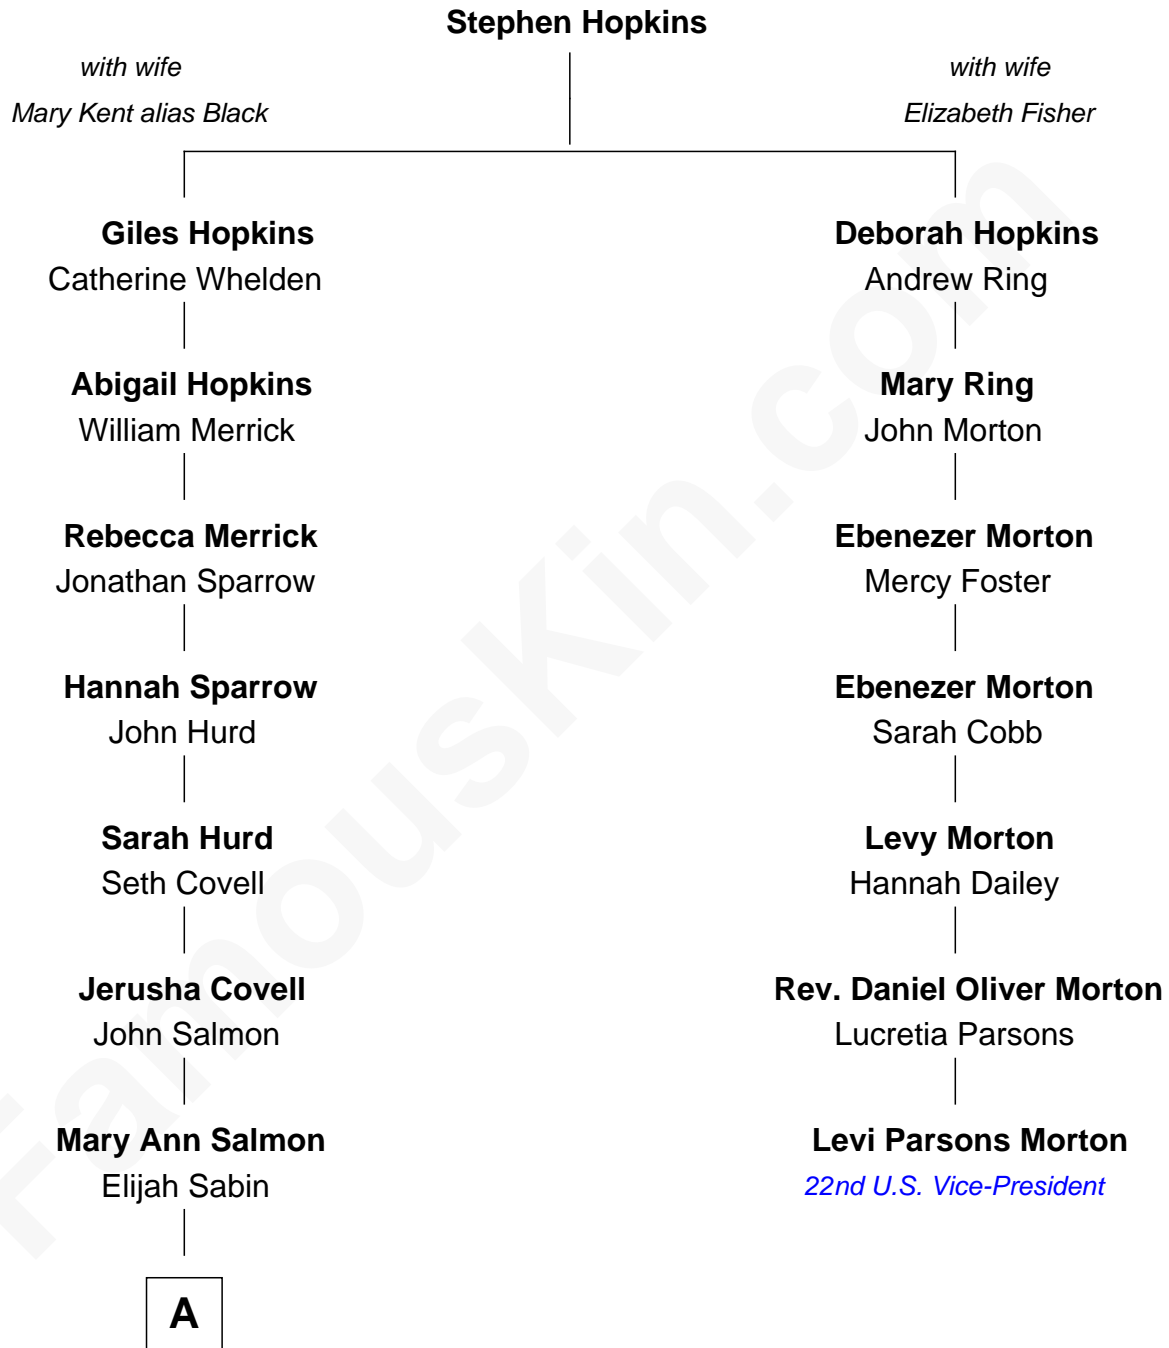 Stephen Hopkins
with wife
Mary Kent alias Black
with wife
Elizabeth Fisher
Giles Hopkins
Catherine Whelden
Deborah Hopkins
Andrew Ring
Abigail Hopkins
William Merrick
Mary Ring
John Morton
Rebecca Merrick
Jonathan Sparrow
Ebenezer Morton
Mercy Foster
Hannah Sparrow
John Hurd
Ebenezer Morton
Sarah Cobb
Sarah Hurd
Seth Covell
Levy Morton
Hannah Dailey
Jerusha Covell
John Salmon
Rev. Daniel Oliver Morton
Lucretia Parsons
Mary Ann Salmon
Elijah Sabin
Levi Parsons Morton
22nd U.S. Vice-President
A
FamousKin.com